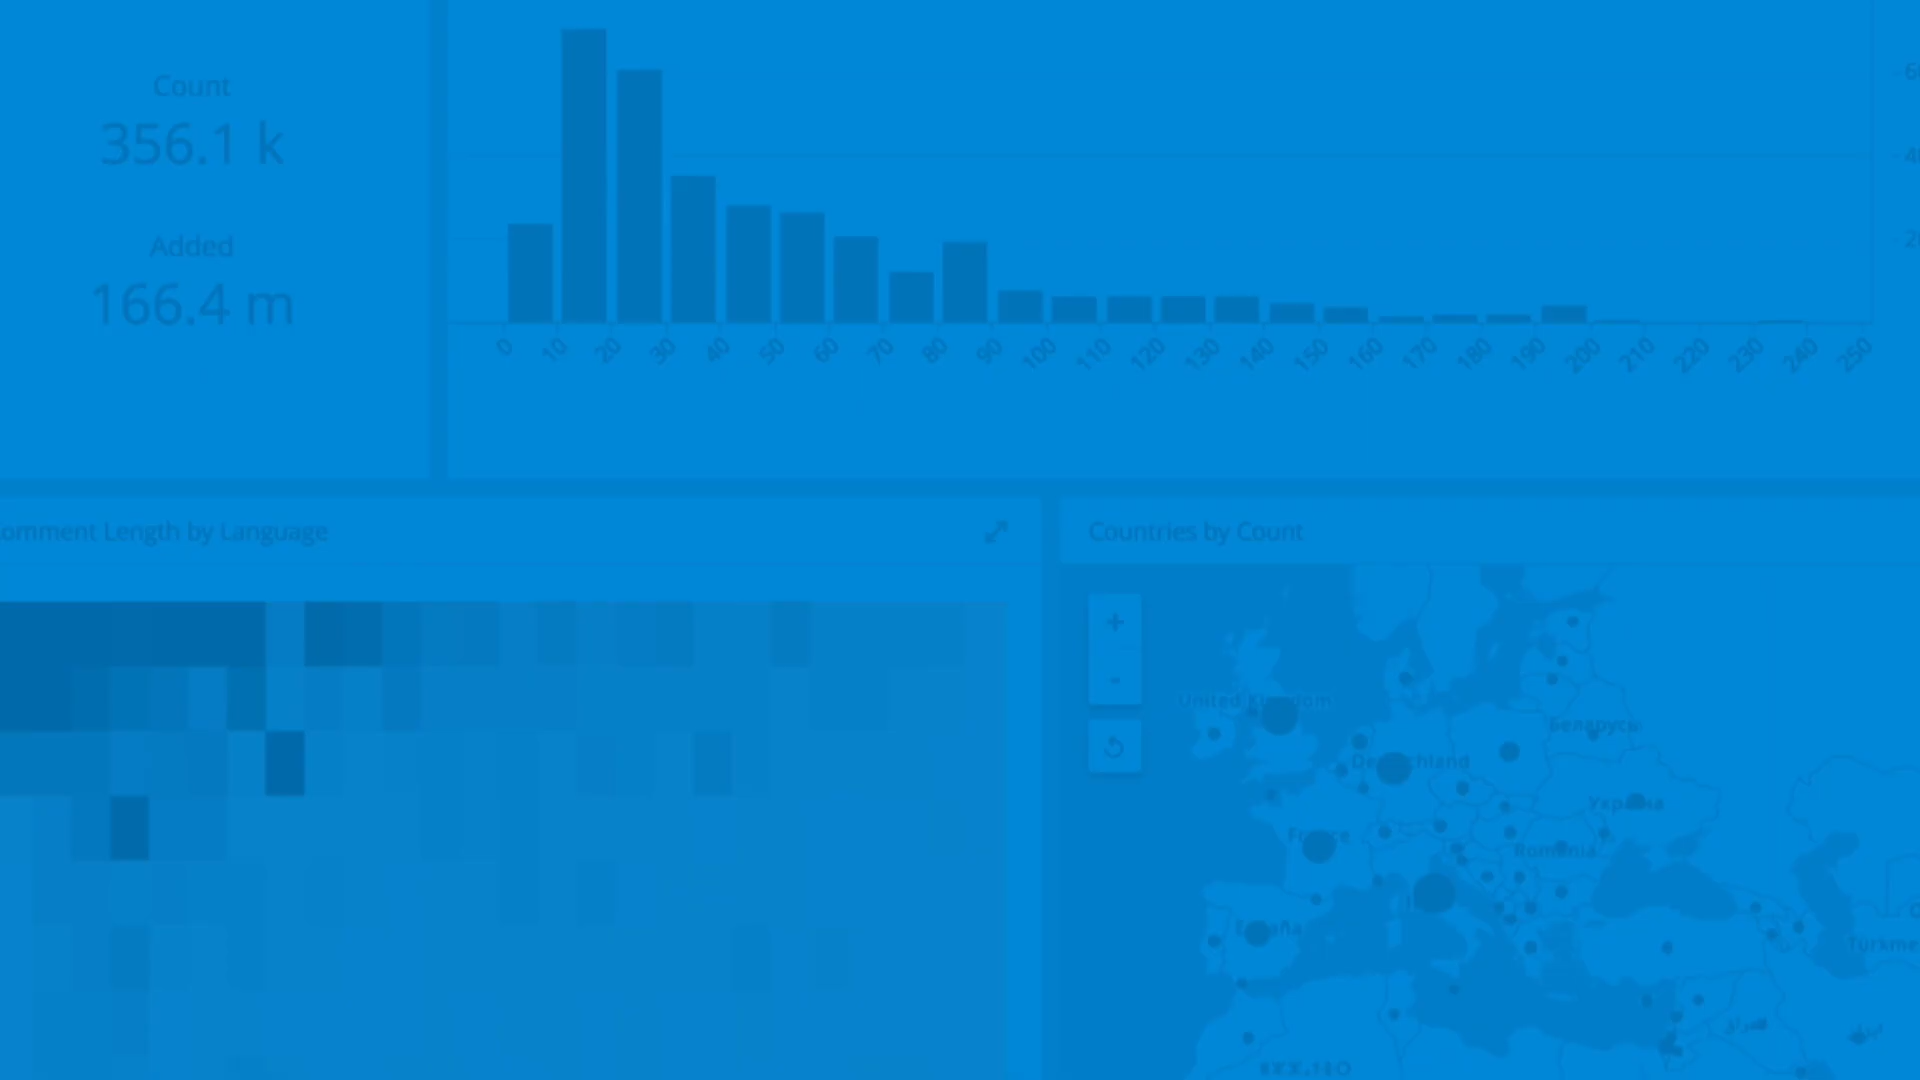 Count
356.1 k
Added
166.4 m
0 10 20 30 40 50 60 70 80 90 100 110 120 130 140 150 160 170 180 190 200 210 220 230 240 250
omment Length by Language
Countries by Count
+
-
United Kingdom
Беларусь
Deutschland
Україна
France
Romania
España
Türkme
ⵍⵎⵖⵔⵉⴱ